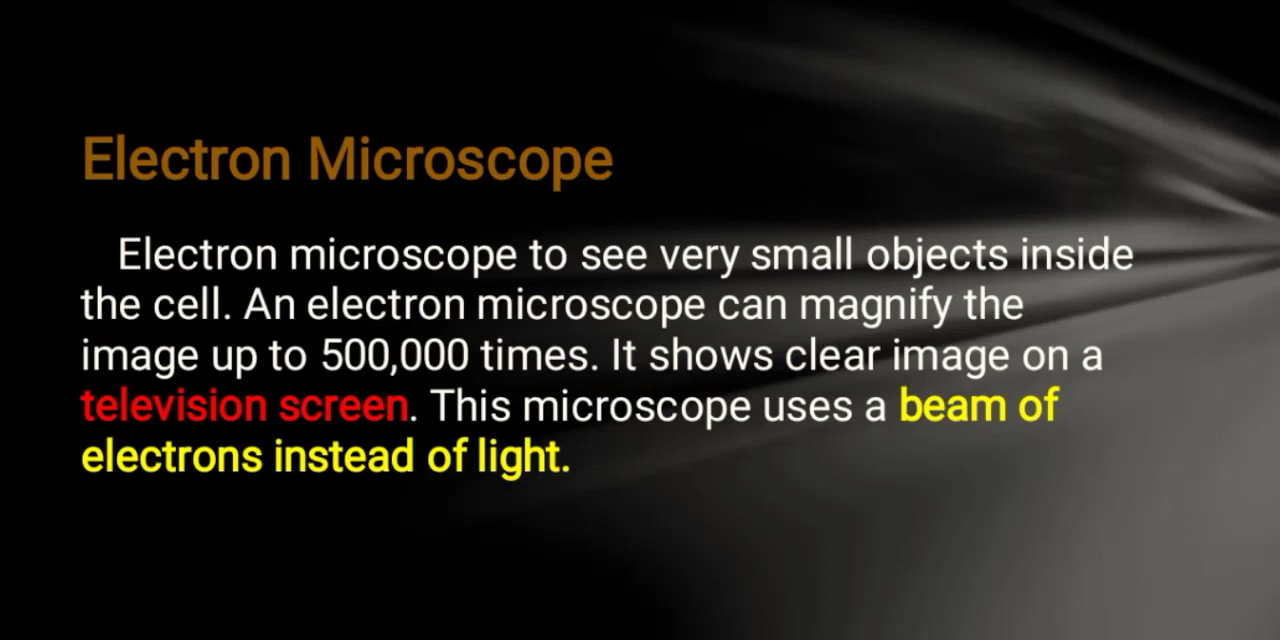 Electron Microscope
Electron microscope to see very small objects inside
the cell. An electron microscope can magnify the
image up to 500,000 times. It shows clear image on a
television screen. This microscope uses a beam of
electrons instead of light.